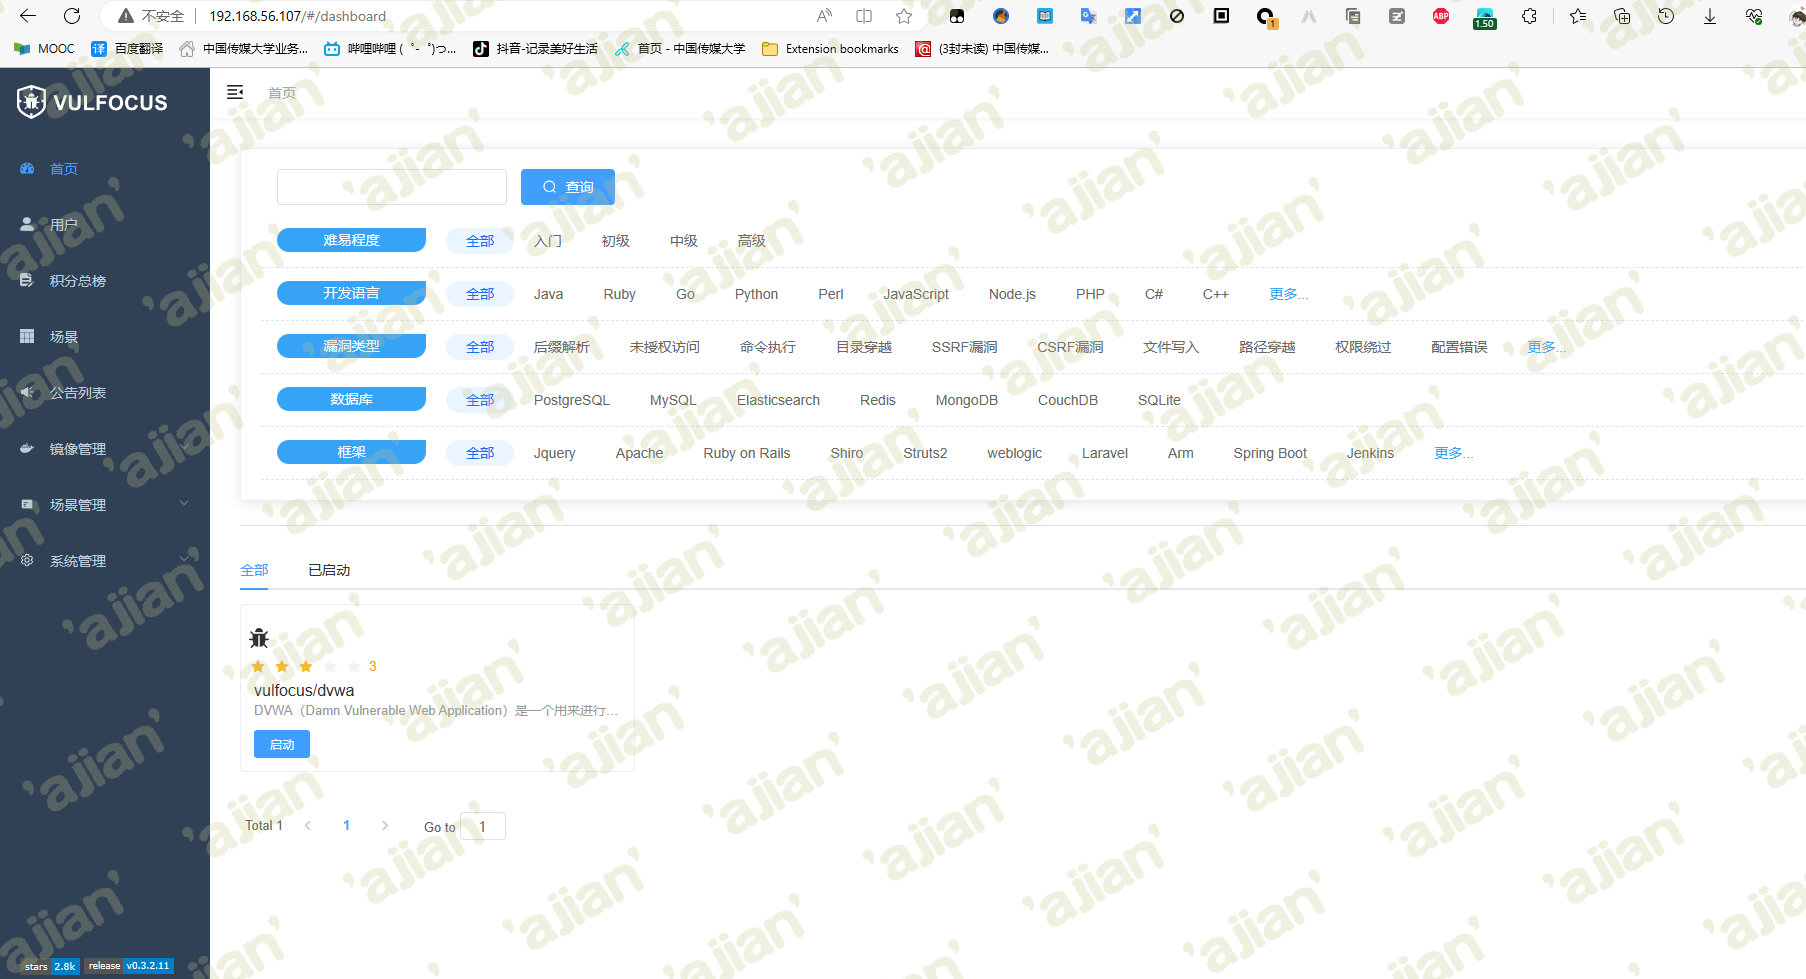 不安全 192.168.56.107/#/dashboard
MOOC 百度翻译 中国传媒大学业务... 哔哩哔哩 ( ゜- ゜)つ... 抖音-记录美好生活 首页 - 中国传媒大学 Extension bookmarks (3封未读) 中国传媒...
1
ABP
1.50
VULFOCUS
首页
首页
用户
积分总榜
场景
公告列表
镜像管理
场景管理
系统管理
stars 2.8k release v0.3.2.11
查询
难易程度 全部 入门 初级 中级 高级
开发语言 全部 Java Ruby Go Python Perl JavaScript Node.js PHP C# C++ 更多...
漏洞类型 全部 后缀解析 未授权访问 命令执行 目录穿越 SSRF漏洞 CSRF漏洞 文件写入 路径穿越 权限绕过 配置错误 更多...
数据库 全部 PostgreSQL MySQL Elasticsearch Redis MongoDB CouchDB SQLite
框架 全部 Jquery Apache Ruby on Rails Shiro Struts2 weblogic Laravel Arm Spring Boot Jenkins 更多...
全部 已启动
3
vulfocus/dvwa
DVWA（Damn Vulnerable Web Application）是一个用来进行...
启动
Total 1 1 Go to 1
'ajian'